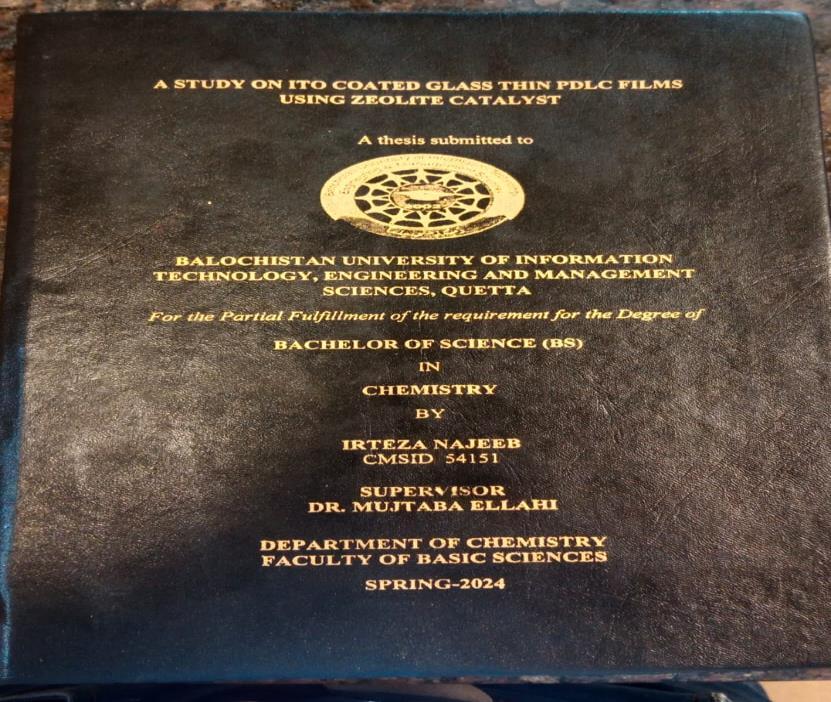 A STUDY ON ITO COATED GLASS THIN PDLC FILMS
USING ZEOLITE CATALYST
A thesis submitted to
BALOCHISTAN UNIVERSITY OF INFORMATION
TECHNOLOGY, ENGINEERING AND MANAGEMENT
SCIENCES, QUETTA
For the Partial Fulfillment of the requirement for the Degree of
BACHELOR OF SCIENCE (BS)
IN
CHEMISTRY
BY
IRTEZA NAJEEB
CMSID 54151
SUPERVISOR
DR. MUJTABA ELLAHI
DEPARTMENT OF CHEMISTRY
FACULTY OF BASIC SCIENCES
SPRING-2024